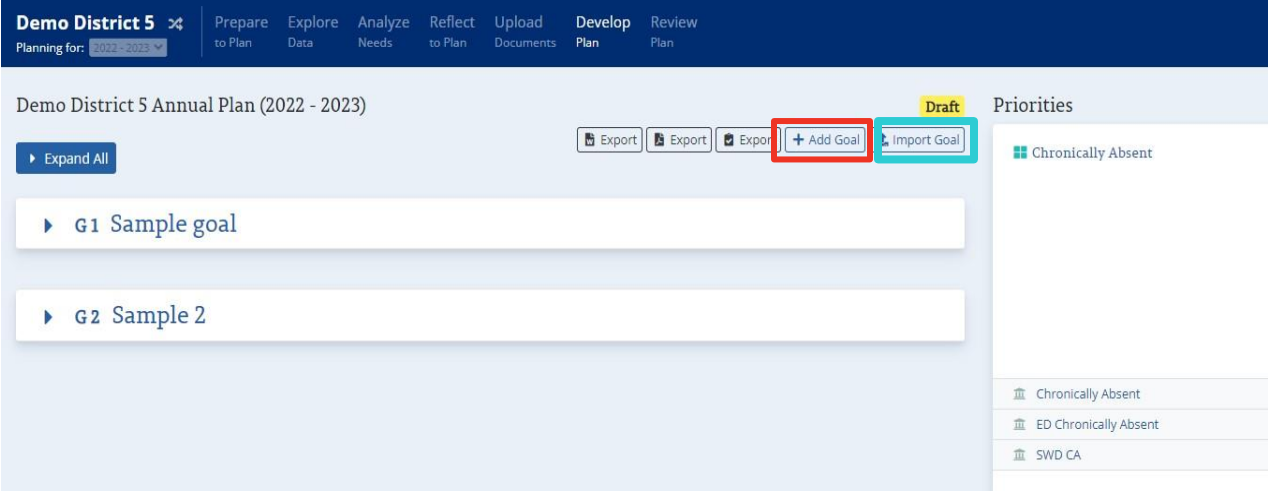 Demo District 5
Planning for: 2022 - 2023
Prepare
to Plan
Explore
Data
Analyze
Needs
Reflect
to Plan
Upload
Documents
Develop
Plan
Review
Plan
Demo District 5 Annual Plan (2022 - 2023)
Draft
Priorities
Export
Export
Expor
+ Add Goal
Import Goal
Expand All
Chronically Absent
G1 Sample goal
G2 Sample 2
Chronically Absent
ED Chronically Absent
SWD CA